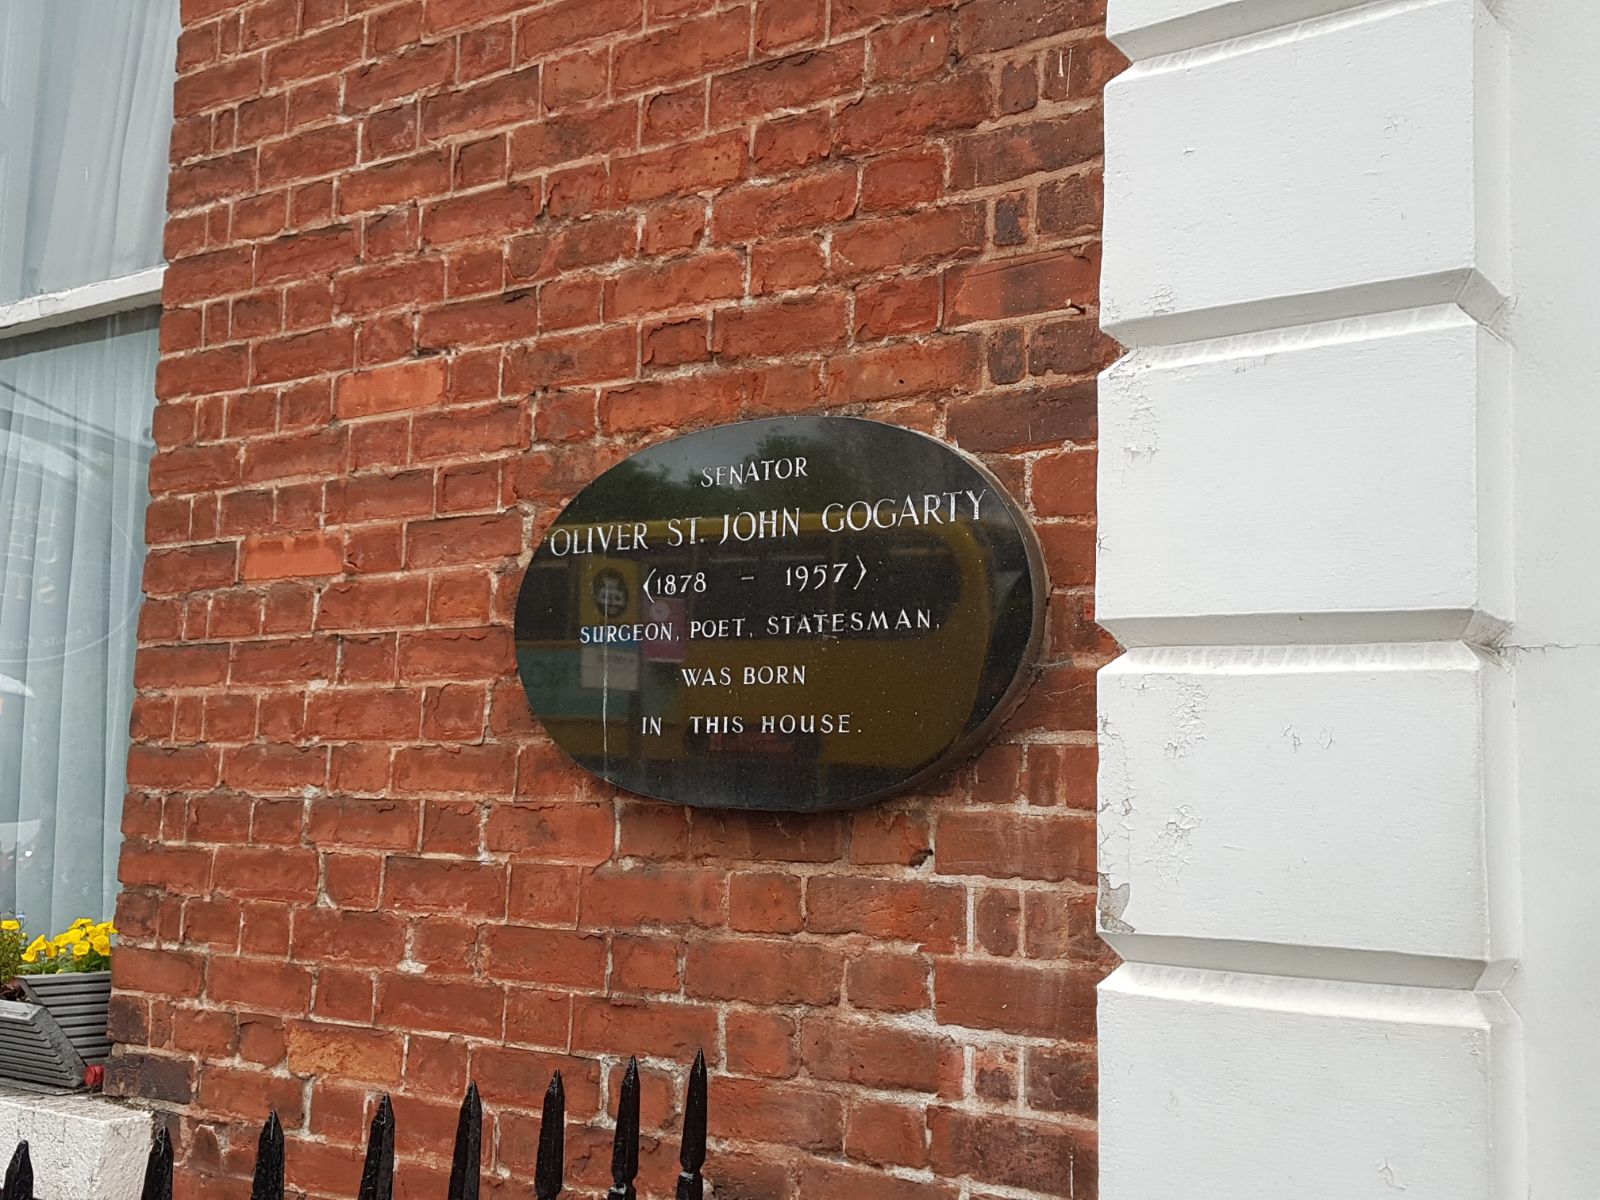 SENATOR
OLIVER ST. JOHN GOGARTY
(1878 – 1957)
SURGEON, POET, STATESMAN,
WAS BORN
IN THIS HOUSE.